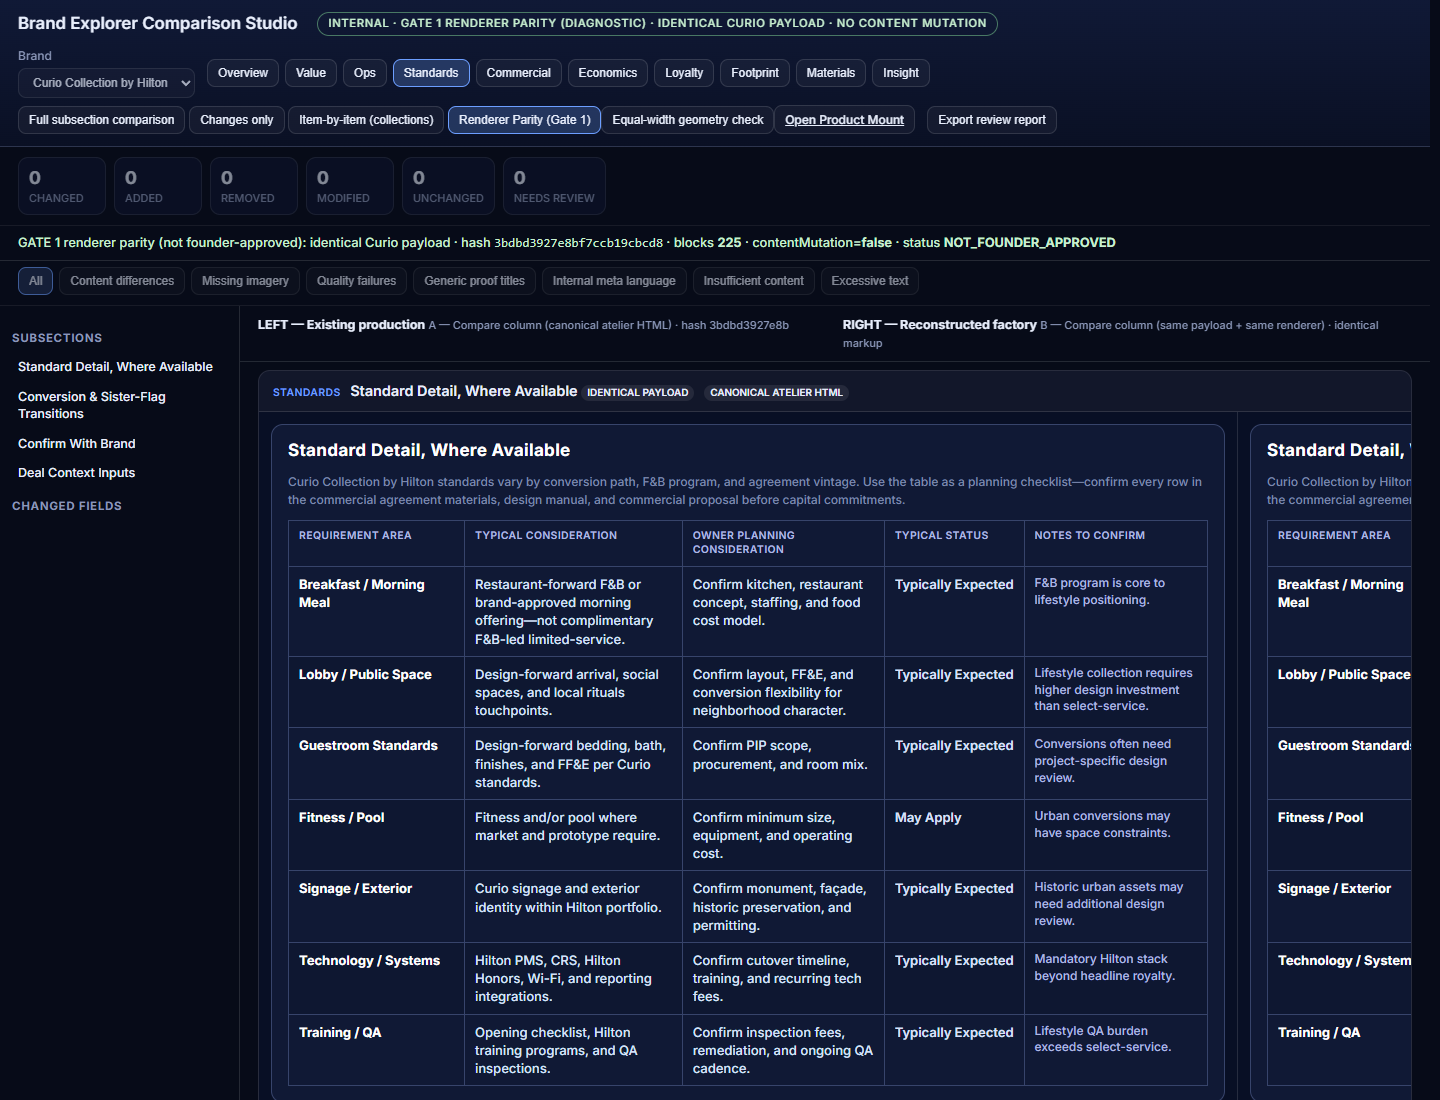 Brand Explorer Comparison Studio
INTERNAL · GATE 1 RENDERER PARITY (DIAGNOSTIC) · IDENTICAL CURIO PAYLOAD · NO CONTENT MUTATION
Brand
Curio Collection by Hilton
Overview
Value
Ops
Standards
Commercial
Economics
Loyalty
Footprint
Materials
Insight
Full subsection comparison
Changes only
Item-by-item (collections)
Renderer Parity (Gate 1)
Equal-width geometry check
Open Product Mount
Export review report
0
CHANGED
0
ADDED
0
REMOVED
0
MODIFIED
0
UNCHANGED
0
NEEDS REVIEW
GATE 1 renderer parity (not founder-approved): identical Curio payload · hash 3bdbd3927e8bf7ccb19cbcd8 · blocks 225 · contentMutation=false · status NOT_FOUNDER_APPROVED
All
Content differences
Missing imagery
Quality failures
Generic proof titles
Internal meta language
Insufficient content
Excessive text
SUBSECTIONS
Standard Detail, Where Available
Conversion & Sister-Flag
Transitions
Confirm With Brand
Deal Context Inputs
CHANGED FIELDS
LEFT — Existing production A — Compare column (canonical atelier HTML) · hash 3bdbd3927e8b
RIGHT — Reconstructed factory B — Compare column (same payload + same renderer) · identical
markup
STANDARDS Standard Detail, Where Available IDENTICAL PAYLOAD CANONICAL ATELIER HTML
Standard Detail, Where Available
Curio Collection by Hilton standards vary by conversion path, F&B program, and agreement vintage. Use the table as a planning checklist—confirm every row in
the commercial agreement materials, design manual, and commercial proposal before capital commitments.
REQUIREMENT AREA
TYPICAL CONSIDERATION
OWNER PLANNING
CONSIDERATION
TYPICAL STATUS
NOTES TO CONFIRM
Breakfast / Morning
Meal
Restaurant-forward F&B or
brand-approved morning
offering—not complimentary
F&B-led limited-service.
Confirm kitchen, restaurant
concept, staffing, and food
cost model.
Typically Expected
F&B program is core to
lifestyle positioning.
Lobby / Public Space
Design-forward arrival, social
spaces, and local rituals
touchpoints.
Confirm layout, FF&E, and
conversion flexibility for
neighborhood character.
Typically Expected
Lifestyle collection requires
higher design investment
than select-service.
Guestroom Standards
Design-forward bedding, bath,
finishes, and FF&E per Curio
standards.
Confirm PIP scope,
procurement, and room mix.
Typically Expected
Conversions often need
project-specific design
review.
Fitness / Pool
Fitness and/or pool where
market and prototype require.
Confirm minimum size,
equipment, and operating
cost.
May Apply
Urban conversions may
have space constraints.
Signage / Exterior
Curio signage and exterior
identity within Hilton portfolio.
Confirm monument, façade,
historic preservation, and
permitting.
Typically Expected
Historic urban assets may
need additional design
review.
Technology / Systems
Hilton PMS, CRS, Hilton
Honors, Wi-Fi, and reporting
integrations.
Confirm cutover timeline,
training, and recurring tech
fees.
Typically Expected
Mandatory Hilton stack
beyond headline royalty.
Training / QA
Opening checklist, Hilton
training programs, and QA
inspections.
Confirm inspection fees,
remediation, and ongoing QA
cadence.
Typically Expected
Lifestyle QA burden
exceeds select-service.
Standard Detail,
Curio Collection by Hilton
the commercial agreemen
REQUIREMENT AREA
Breakfast / Morning
Meal
Lobby / Public Space
Guestroom Standards
Fitness / Pool
Signage / Exterior
Technology / System
Training / QA